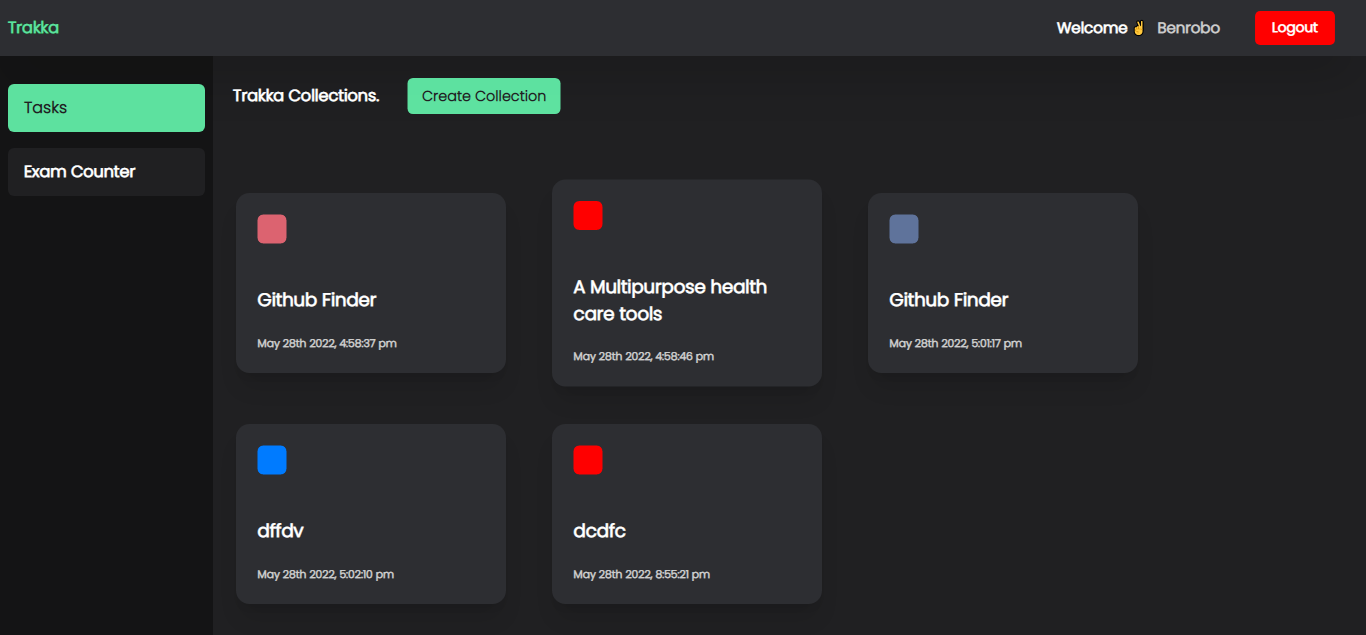 Trakka
Welcome ✌ Benrobo
Logout
Tasks
Exam Counter
Trakka Collections.
Create Collection
Github Finder
May 28th 2022, 4:58:37 pm
A Multipurpose health
care tools
May 28th 2022, 4:58:46 pm
Github Finder
May 28th 2022, 5:01:17 pm
dffdv
May 28th 2022, 5:02:10 pm
dcdfc
May 28th 2022, 8:55:21 pm